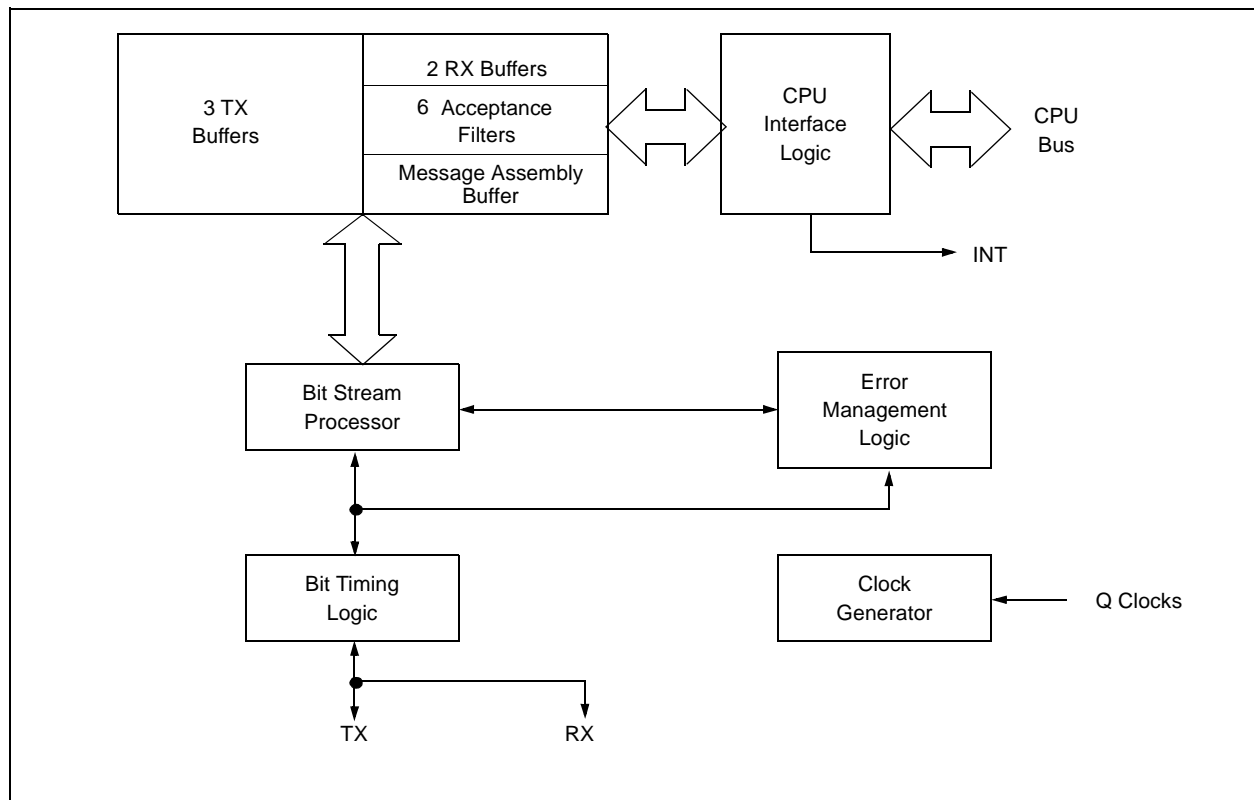 3 TX
Buffers
2 RX Buffers
6 Acceptance
Filters
Message Assembly
Buffer
CPU
Interface
Logic
CPU
Bus
INT
Bit Stream
Processor
Error
Management
Logic
Bit Timing
Logic
Clock
Generator
Q Clocks
TX
RX